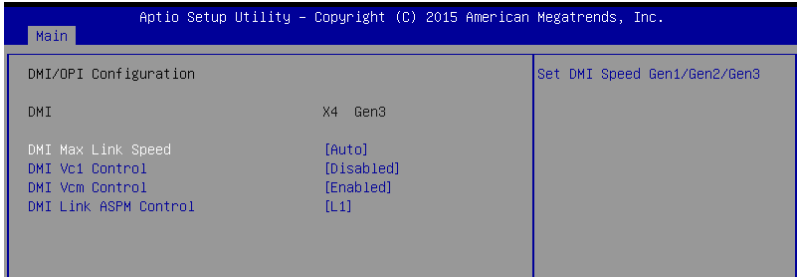 Aptio Setup Utility – Copyright (C) 2015 American Megatrends, Inc.
Main
DMI/OPI Configuration
Set DMI Speed Gen1/Gen2/Gen3
DMI X4 Gen3
DMI Max Link Speed [Auto]
DMI Vc1 Control [Disabled]
DMI Vcm Control [Enabled]
DMI Link ASPM Control [L1]